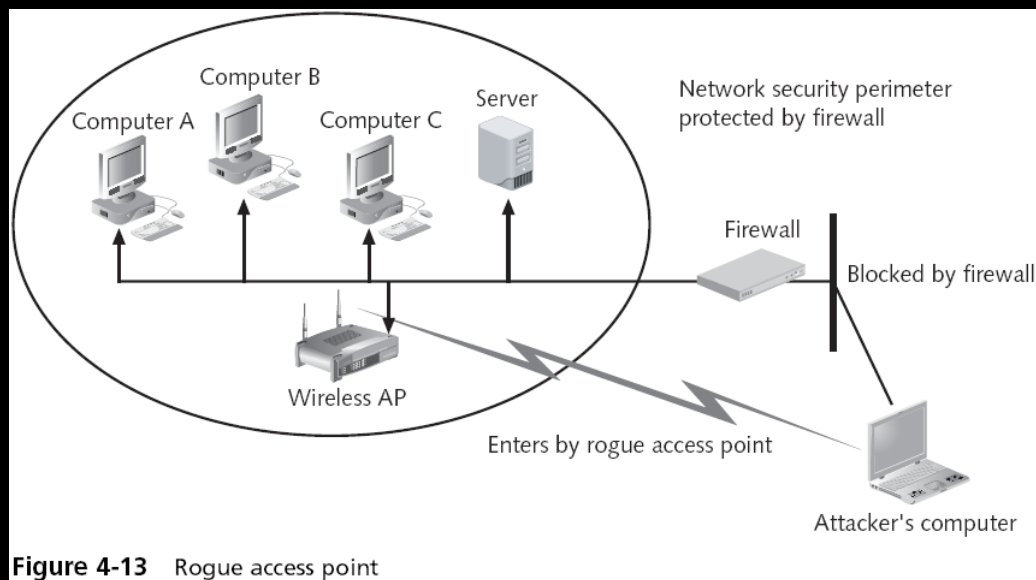 Computer B
Computer A
Computer C
Server
Network security perimeter
protected by firewall
Firewall
Blocked by firewall
Wireless AP
Enters by rogue access point
Attacker's computer
Figure 4-13 Rogue access point